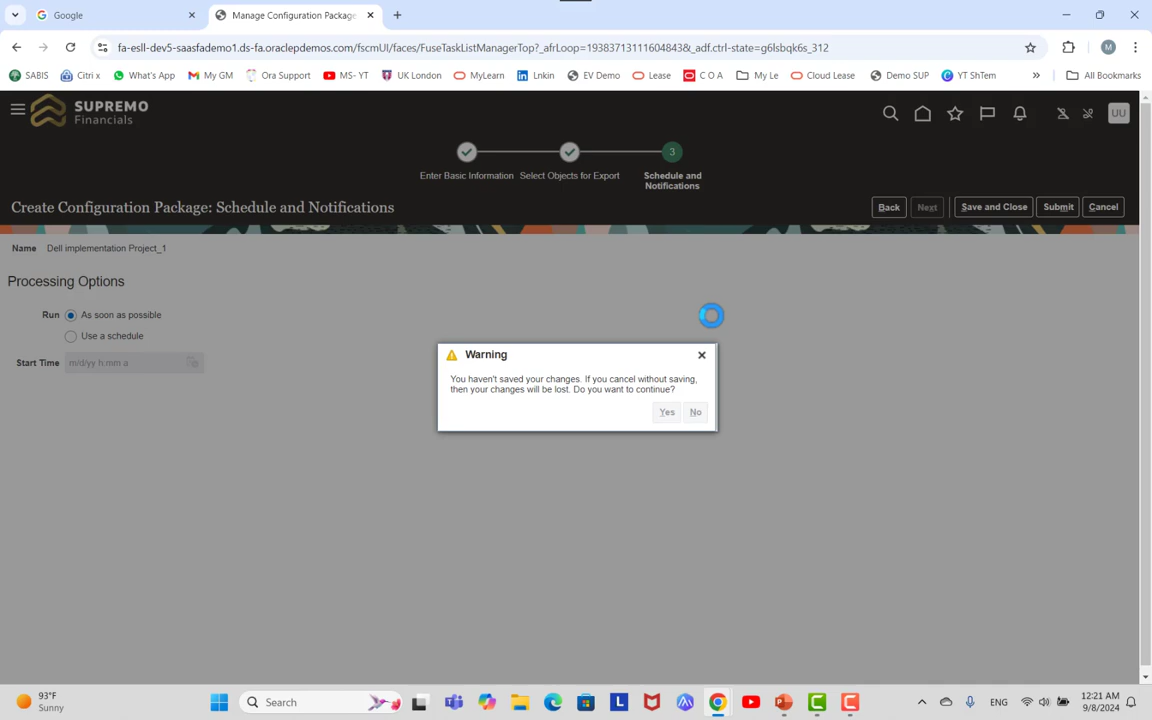 Google
Manage Configuration Package
fa-esll-dev5-saasfademo1.ds-fa.oraclepdemos.com/fscmUI/faces/FuseTaskListManagerTop?_afrLoop=19383713111604843&_adf.ctrl-state=g6lsbqk6s_312
M
SABIS
Citri x
What's App
My GM
Ora Support
MS- YT
UK London
MyLearn
Lnkin
EV Demo
Lease
C O A
My Le
Cloud Lease
Demo SUP
YT ShTem
»
All Bookmarks
SUPREMO
Financials
UU
3
Enter Basic Information
Select Objects for Export
Schedule and
Notifications
Create Configuration Package: Schedule and Notifications
Back
Next
Save and Close
Submit
Cancel
Name Dell implementation Project_1
Processing Options
Run As soon as possible
Use a schedule
Start Time m/d/yy h:mm a
Warning
You haven't saved your changes. If you cancel without saving,
then your changes will be lost. Do you want to continue?
Yes
No
93°F
Sunny
Search
ENG
12:21 AM
9/8/2024